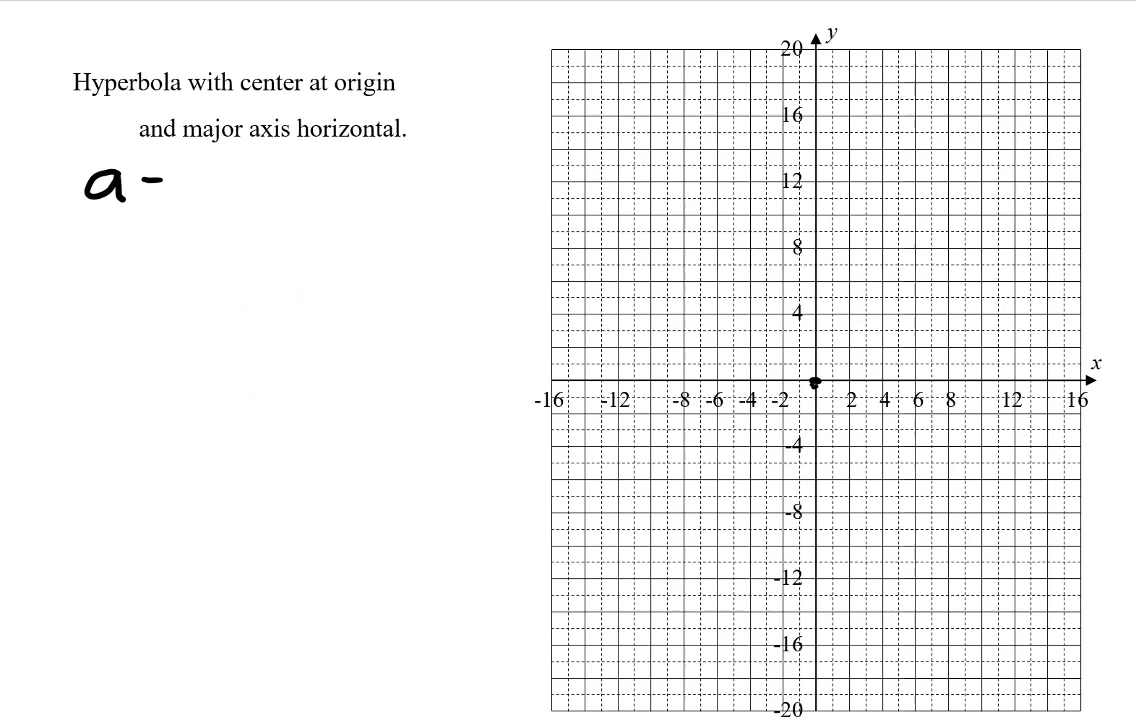 Hyperbola with center at origin
and major axis horizontal.
a -
y
20
16
12
8
4
x
-16 -12 -8 -6 -4 -2 2 4 6 8 12 16
-4
-8
-12
-16
-20